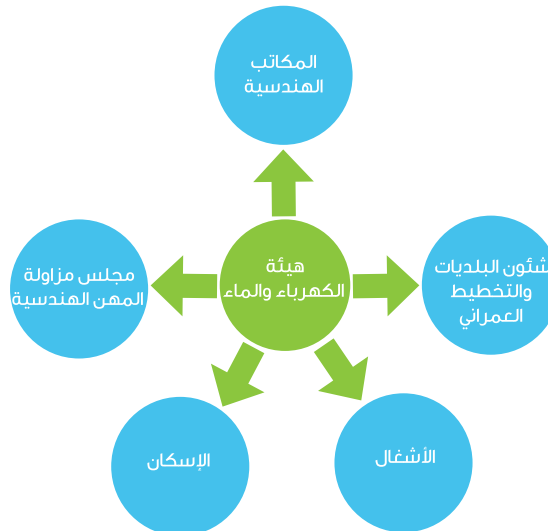 المكاتب
الهندسية
هيئة
الكهرباء والماء
شئون البلديات
والتخطيط
العمراني
مجلس مزاولة
المهن الهندسية
الأشغال
الإسكان